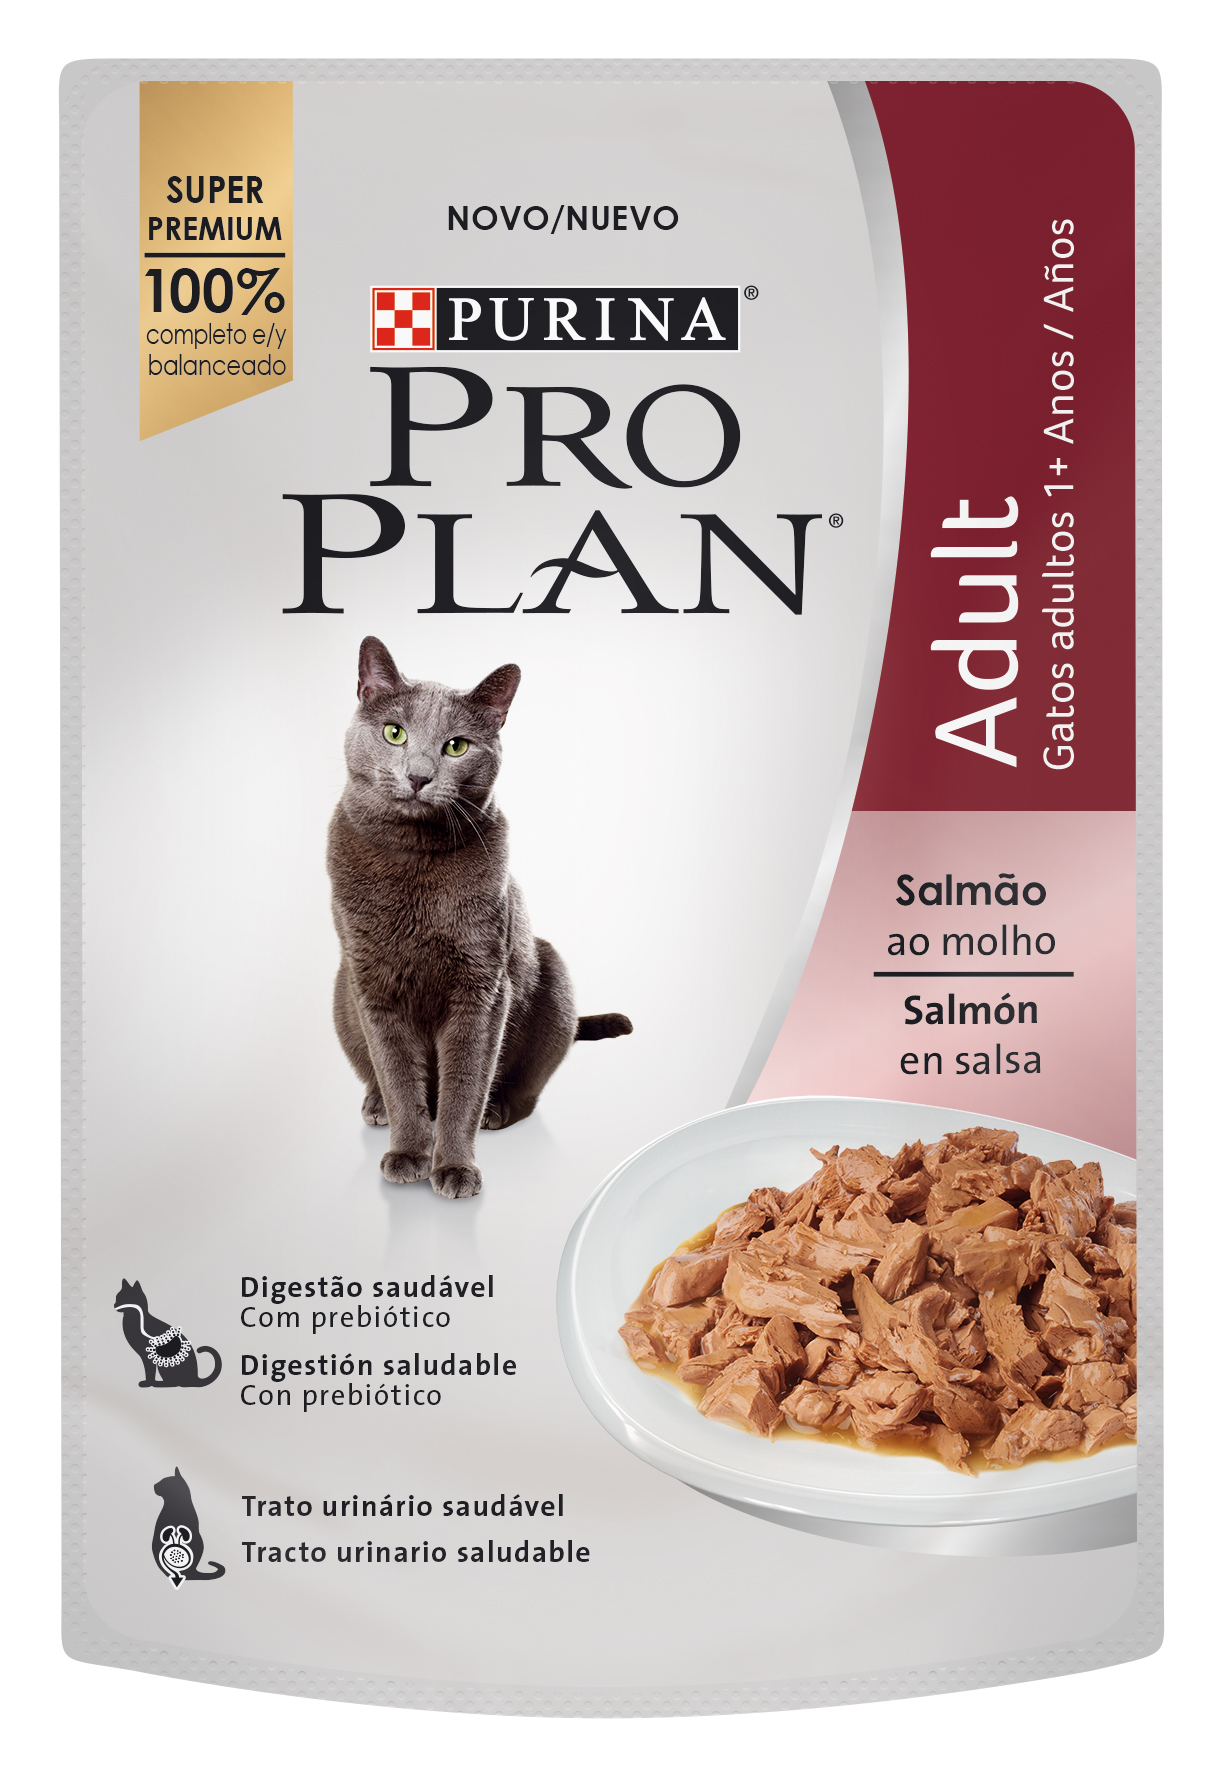 SUPER
PREMIUM
100%
completo e/y
balanceado
NOVO/NUEVO
PURINA®
PRO
PLAN®
Adult
Gatos adultos 1+ Anos / Años
Salmão
ao molho
Salmón
en salsa
Digestão saudável
Com prebiótico
Digestión saludable
Con prebiótico
Trato urinário saudável
Tracto urinario saludable